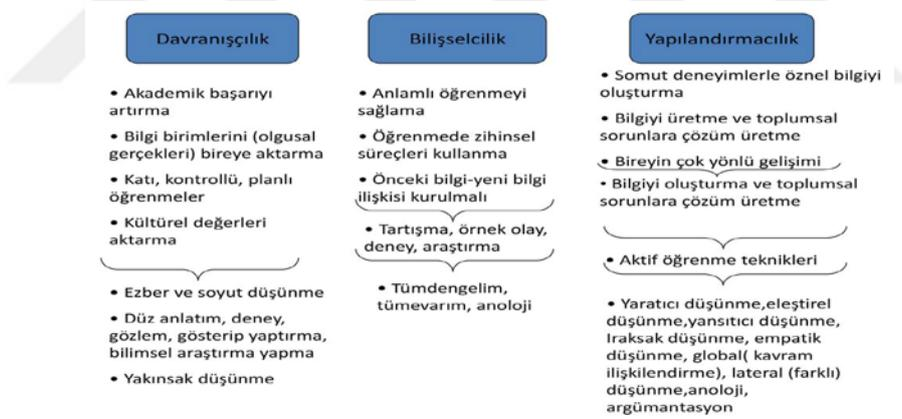 Davranışçılık
• Akademik başarıyı
artırma
• Bilgi birimlerini (olgusal
gerçekleri) bireye aktarma
• Katı, kontrollü, planlı
öğrenmeler
• Kültürel değerleri
aktarma
• Ezber ve soyut düşünme
• Düz anlatım, deney,
gözlem, gösterip yaptırma,
bilimsel araştırma yapma
• Yakınsak düşünme
Bilişselcilik
• Anlamlı öğrenmeyi
sağlama
• Öğrenmede zihinsel
süreçleri kullanma
• Önceki bilgi-yeni bilgi
ilişkisi kurulmalı
• Tartışma, örnek olay,
deney, araştırma
• Tümdengelim,
tümevarım, anoloji
Yapılandırmacılık
• Somut deneyimlerle öznel bilgiyi
oluşturma
• Bilgiyi üretme ve toplumsal
sorunlara çözüm üretme
• Bireyin çok yönlü gelişimi
• Bilgiyi oluşturma ve toplumsal
sorunlara çözüm üretme
• Aktif öğrenme teknikleri
• Yaratıcı düşünme,eleştirel
düşünme,yansıtıcı düşünme,
Iraksak düşünme, empatik
düşünme, global( kavram
ilişkilendirme), lateral (farklı)
düşünme,anoloji,
argümantasyon